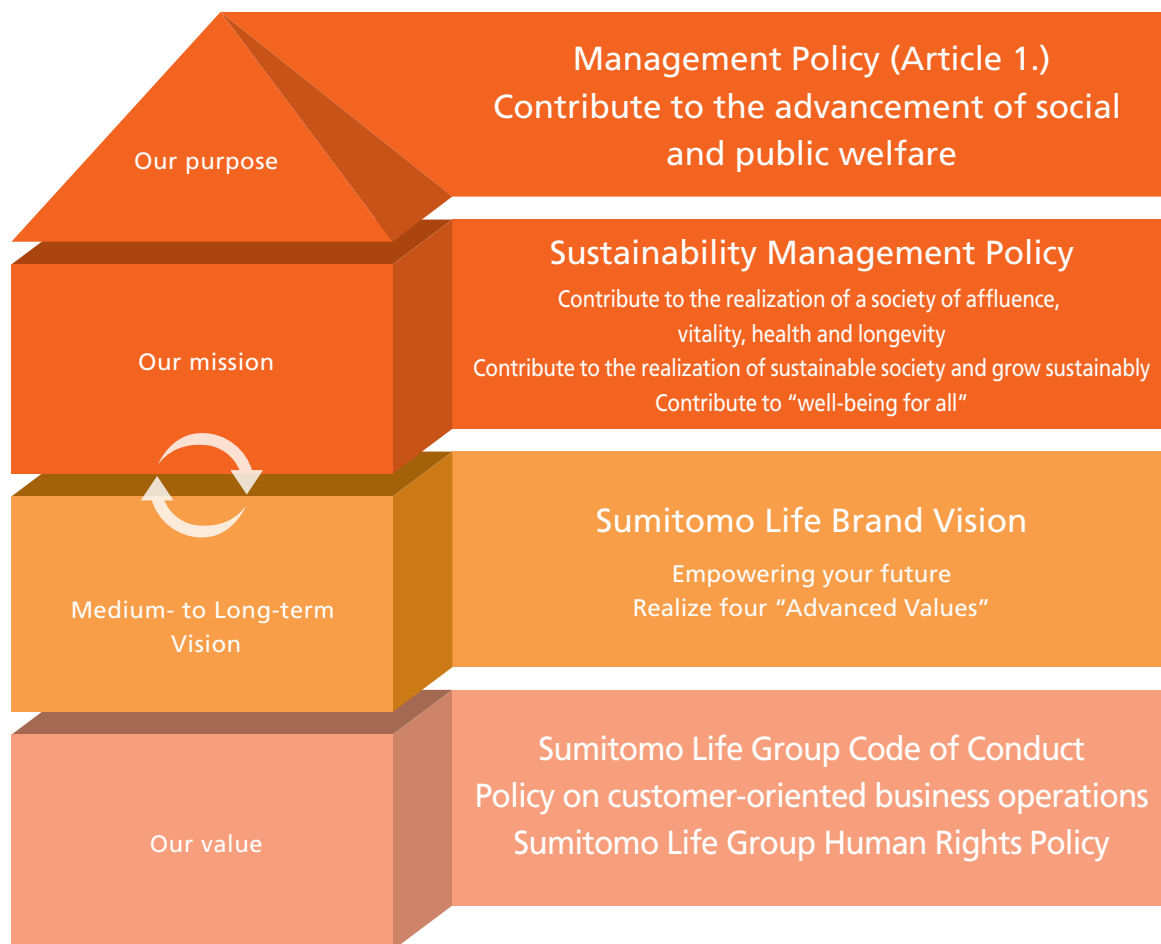 Our purpose
Management Policy (Article 1.)
Contribute to the advancement of social
and public welfare
Our mission
Sustainability Management Policy
Contribute to the realization of a society of affluence,
vitality, health and longevity
Contribute to the realization of sustainable society and grow sustainably
Contribute to “well-being for all”
Medium- to Long-term
Vision
Sumitomo Life Brand Vision
Empowering your future
Realize four “Advanced Values”
Our value
Sumitomo Life Group Code of Conduct
Policy on customer-oriented business operations
Sumitomo Life Group Human Rights Policy